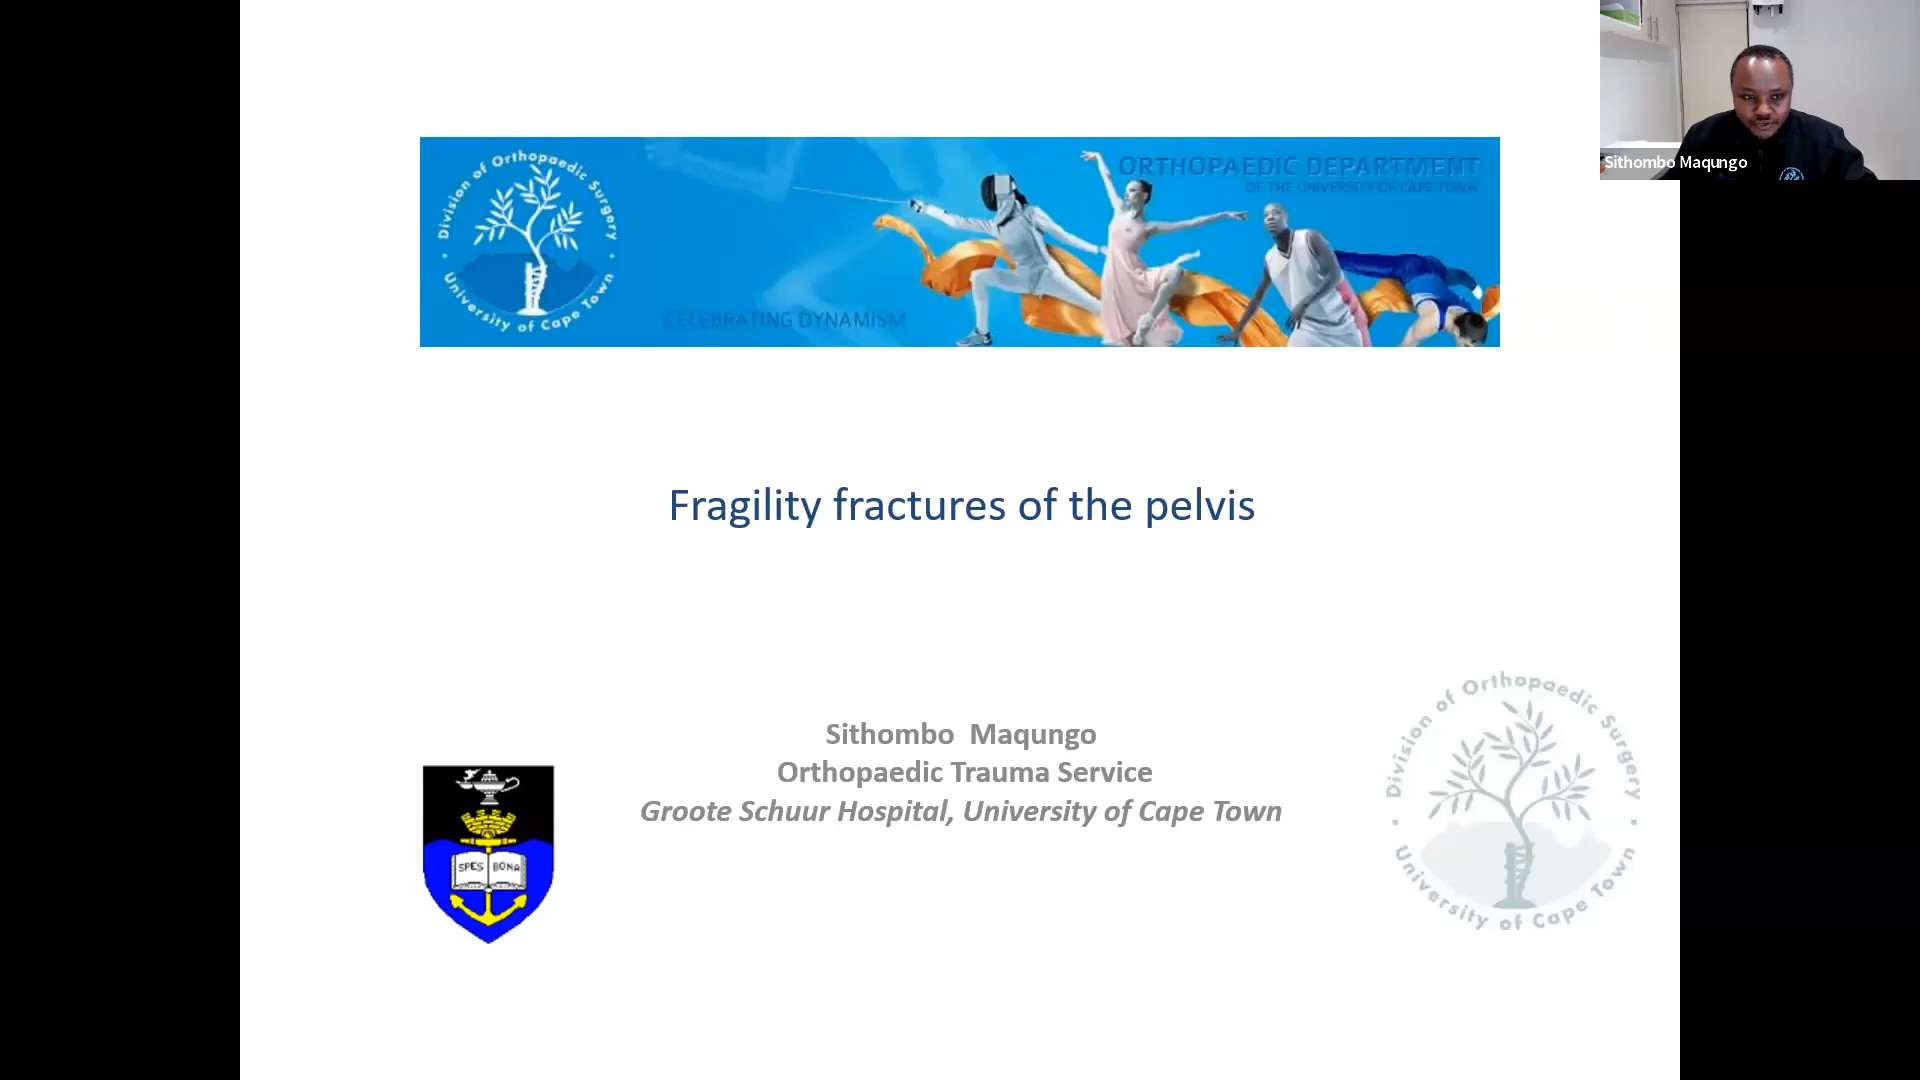 Division of Orthopaedic Surgery
University of Cape Town
ORTHOPAEDIC DEPARTMENT
OF THE UNIVERSITY OF CAPE TOWN
CELEBRATING DYNAMISM
Sithombo Maqungo
Fragility fractures of the pelvis
Sithombo Maqungo
Orthopaedic Trauma Service
Groote Schuur Hospital, University of Cape Town
SPES BONA
Division of Orthopaedic Surgery
University of Cape Town